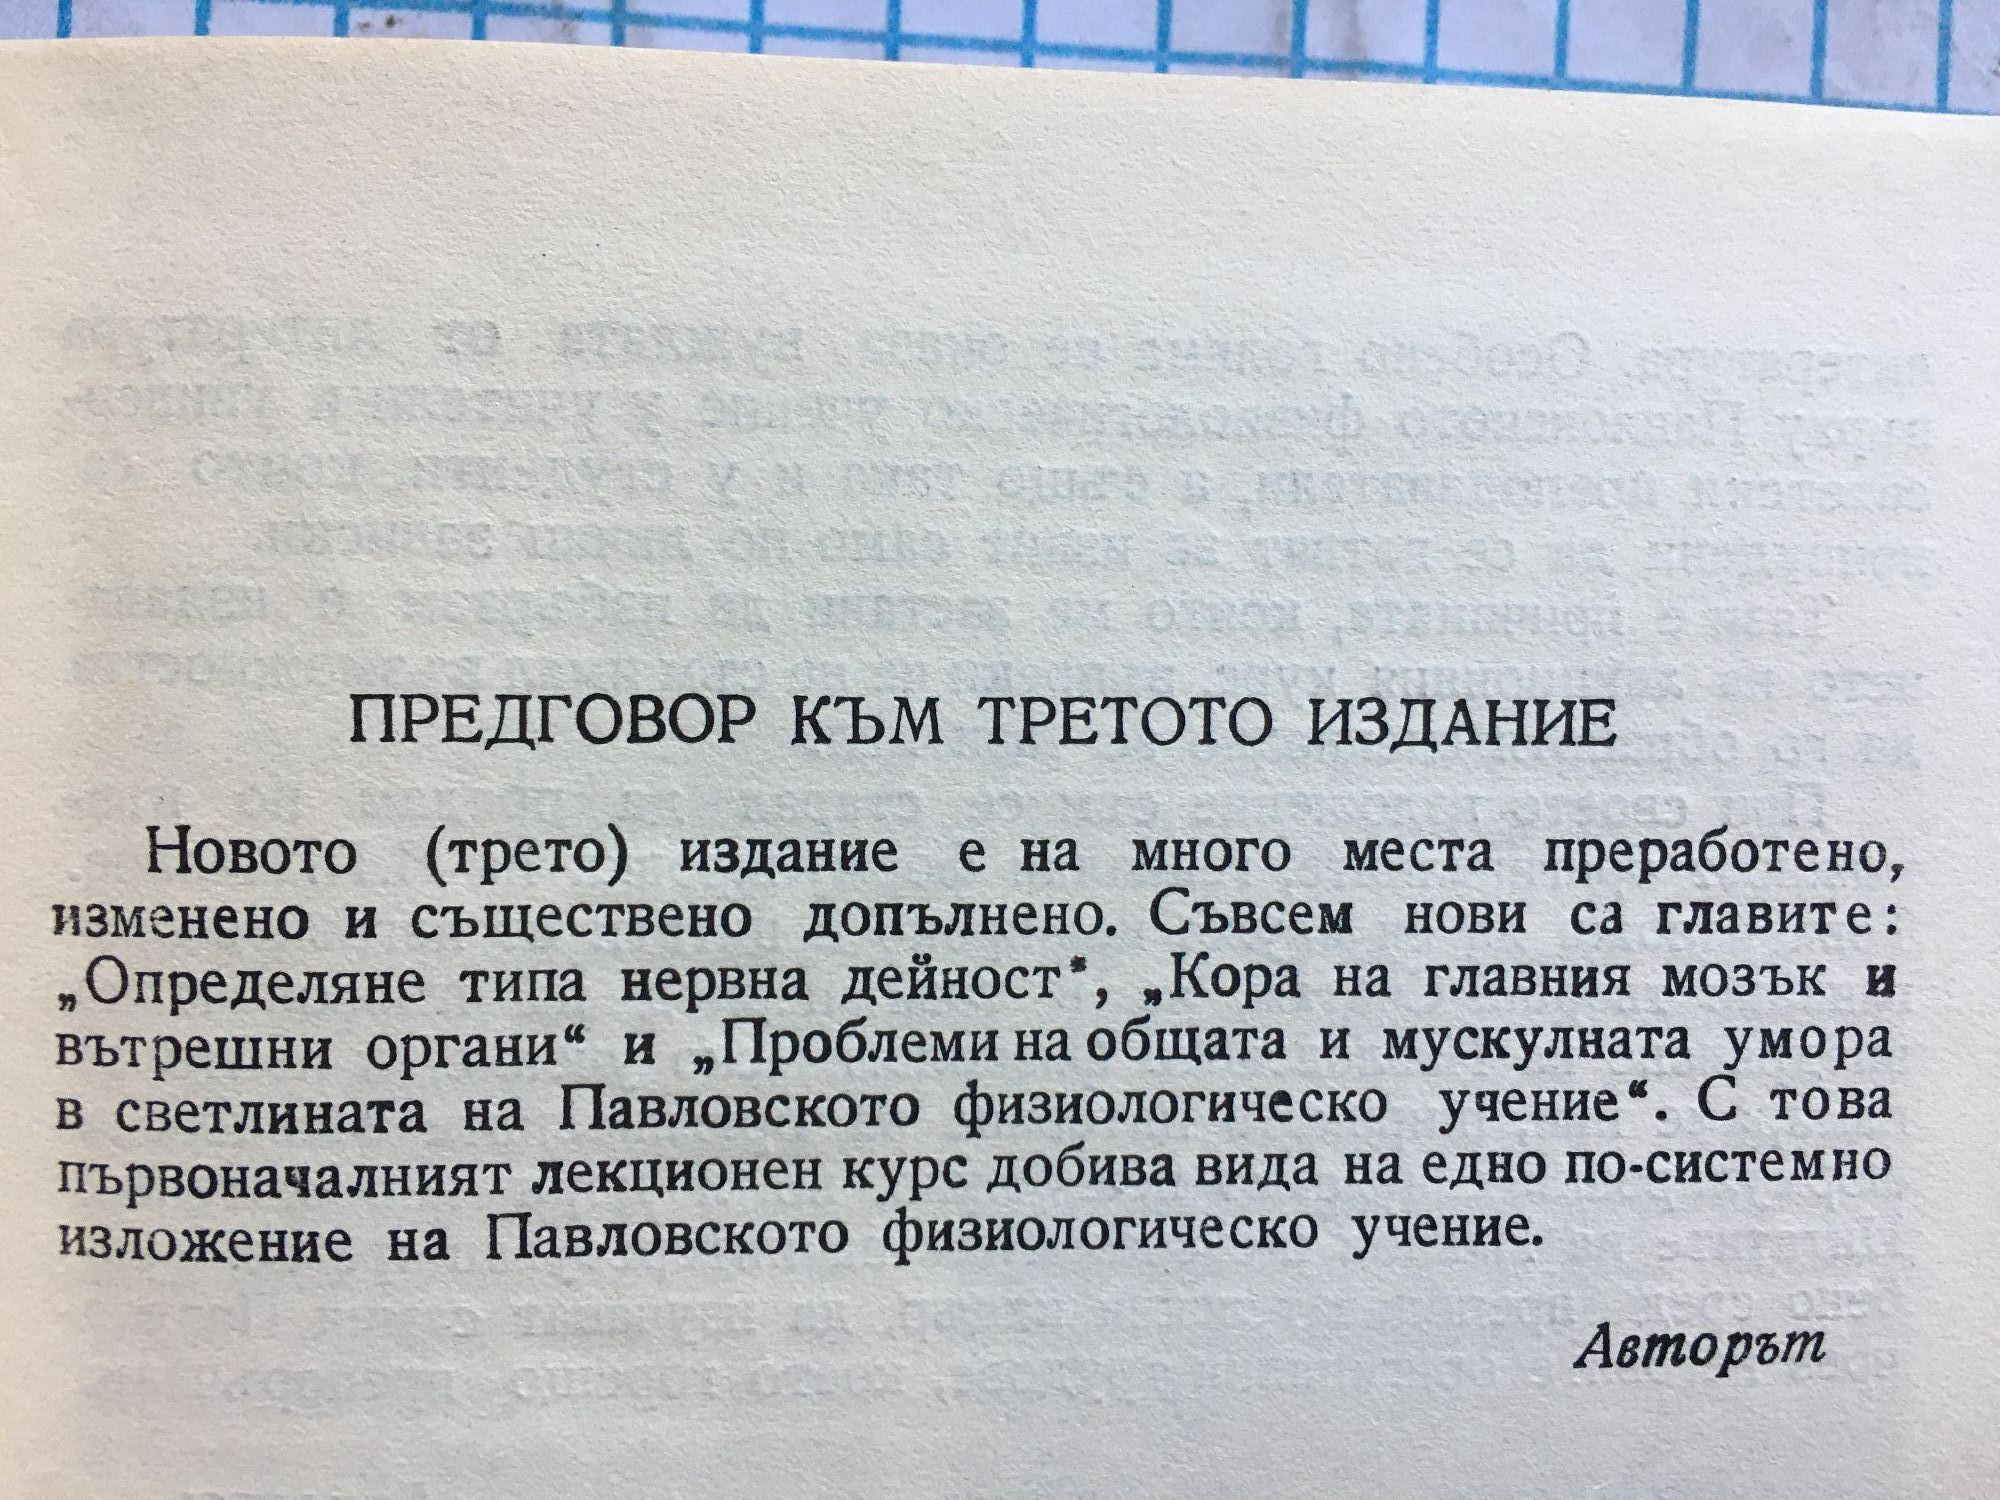 ПРЕДГОВОР КЪМ ТРЕТОТО ИЗДАНИЕ
Новото (трето) издание е на много места преработено,
изменено и съществено допълнено. Съвсем нови са главите:
„Определяне типа нервна дейност“, „Кора на главния мозък и
вътрешни органи“ и „Проблеми на общата и мускулната умора
в светлината на Павловското физиологическо учение“. С това
първоначалният лекционен курс добива вида на едно по-системно
изложение на Павловското физиологическо учение.
Авторът